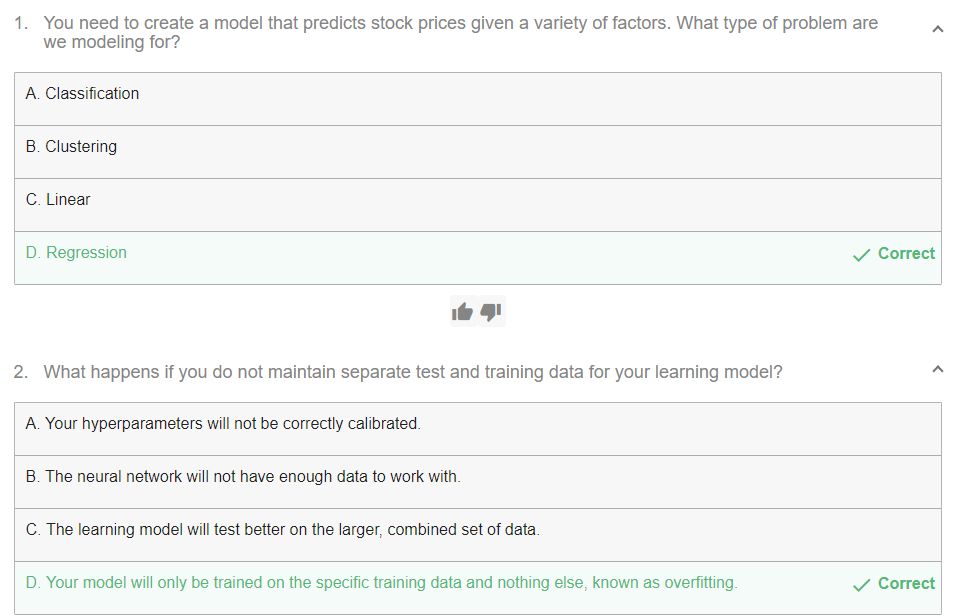 1. You need to create a model that predicts stock prices given a variety of factors. What type of problem are
we modeling for?
A. Classification
B. Clustering
C. Linear
D. Regression
Correct
2. What happens if you do not maintain separate test and training data for your learning model?
A. Your hyperparameters will not be correctly calibrated.
B. The neural network will not have enough data to work with.
C. The learning model will test better on the larger, combined set of data.
D. Your model will only be trained on the specific training data and nothing else, known as overfitting.
Correct